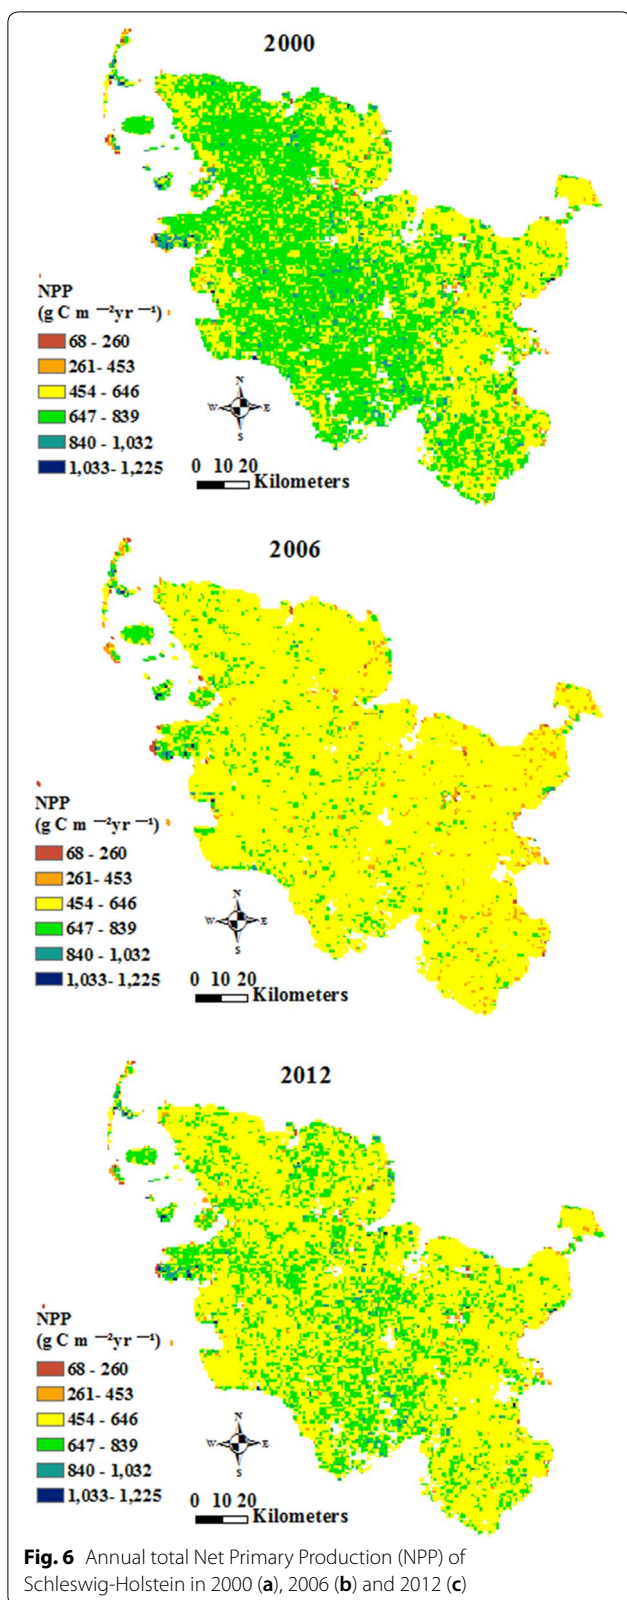 2000
NPP
(g C m ⁻²yr ⁻¹)
68 - 260
261- 453
454 - 646
647 - 839
840 - 1,032
1,033- 1,225
N
W E
S
0 10 20
Kilometers
2006
NPP
(g C m ⁻²yr ⁻¹)
68 - 260
261- 453
454 - 646
647 - 839
840 - 1,032
1,033- 1,225
N
W E
S
0 10 20
Kilometers
2012
NPP
(g C m ⁻²yr ⁻¹)
68 - 260
261- 453
454 - 646
647 - 839
840 - 1,032
1,033- 1,225
N
W E
S
0 10 20
Kilometers
Fig. 6 Annual total Net Primary Production (NPP) of
Schleswig-Holstein in 2000 (a), 2006 (b) and 2012 (c)